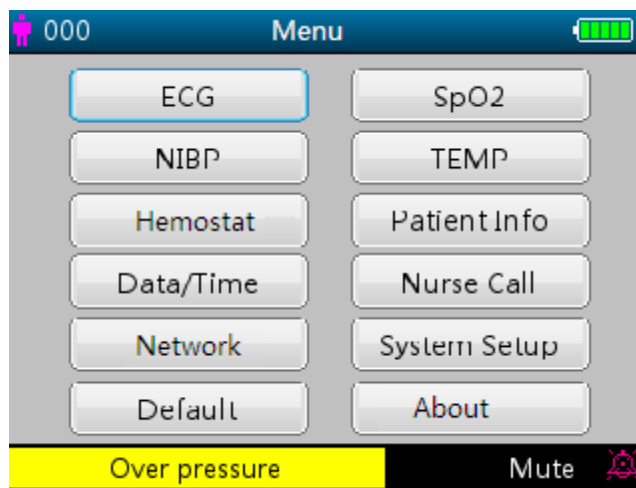 000 Menu
ECG SpO2
NIBP TEMP
Hemostat Patient Info
Data/Time Nurse Call
Network System Setup
Default About
Over pressure Mute